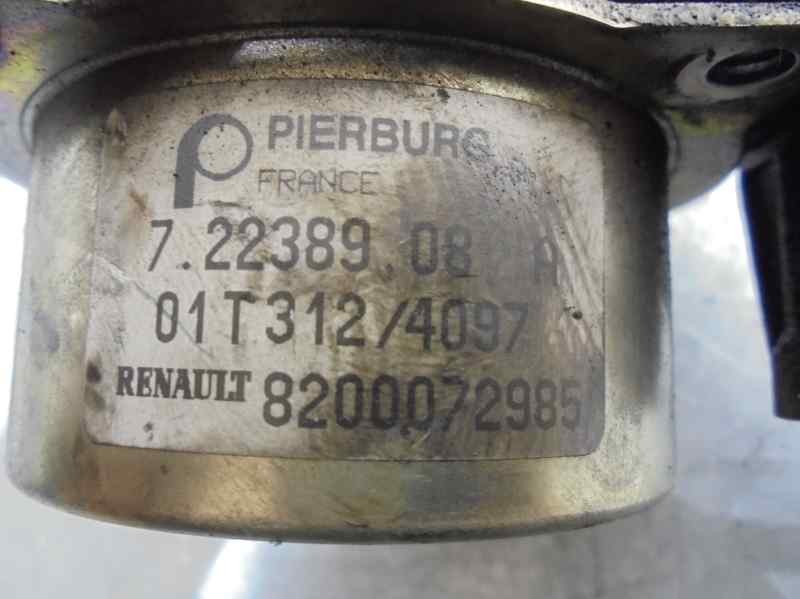 PIERBURG
FRANCE
7.22389.08 A
01T312/4097
RENAULT 8200072985